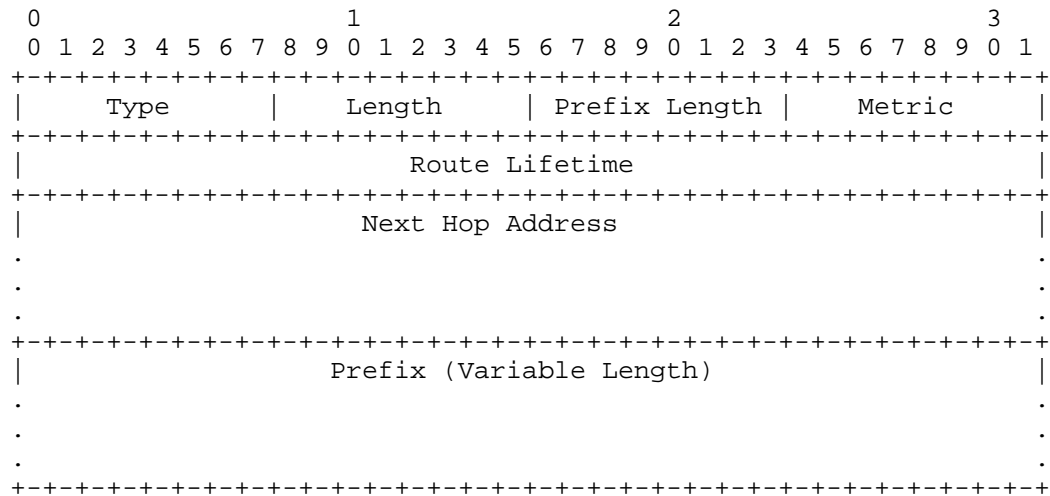 0                   1                   2                   3
 0 1 2 3 4 5 6 7 8 9 0 1 2 3 4 5 6 7 8 9 0 1 2 3 4 5 6 7 8 9 0 1
+-+-+-+-+-+-+-+-+-+-+-+-+-+-+-+-+-+-+-+-+-+-+-+-+-+-+-+-+-+-+-+-+
|     Type      |    Length     | Prefix Length |    Metric     |
+-+-+-+-+-+-+-+-+-+-+-+-+-+-+-+-+-+-+-+-+-+-+-+-+-+-+-+-+-+-+-+-+
|                        Route Lifetime                         |
+-+-+-+-+-+-+-+-+-+-+-+-+-+-+-+-+-+-+-+-+-+-+-+-+-+-+-+-+-+-+-+-+
|                     Next Hop Address                          |
.                                                               .
.                                                               .
.                                                               .
+-+-+-+-+-+-+-+-+-+-+-+-+-+-+-+-+-+-+-+-+-+-+-+-+-+-+-+-+-+-+-+-+
|                   Prefix (Variable Length)                    |
.                                                               .
.                                                               .
.                                                               .
+-+-+-+-+-+-+-+-+-+-+-+-+-+-+-+-+-+-+-+-+-+-+-+-+-+-+-+-+-+-+-+-+